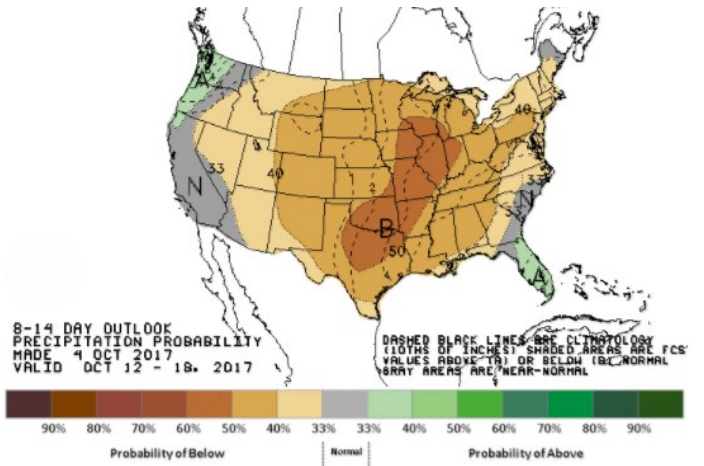 A
N
33
40
B
50
2
40
33
N
A
8-14 DAY OUTLOOK
PRECIPITATION PROBABILITY
MADE 4 OCT 2017
VALID OCT 12 - 18, 2017
DASHED BLACK LINES ARE CLIMATOLOGY
(10THS OF INCHES) SHADED AREAS ARE FCST
VALUES ABOVE (A) OR BELOW (B) NORMAL
GRAY AREAS ARE NEAR-NORMAL
90% 80% 70% 60% 50% 40% 33% 33% 40% 50% 60% 70% 80% 90%
Probability of Below Normal Probability of Above